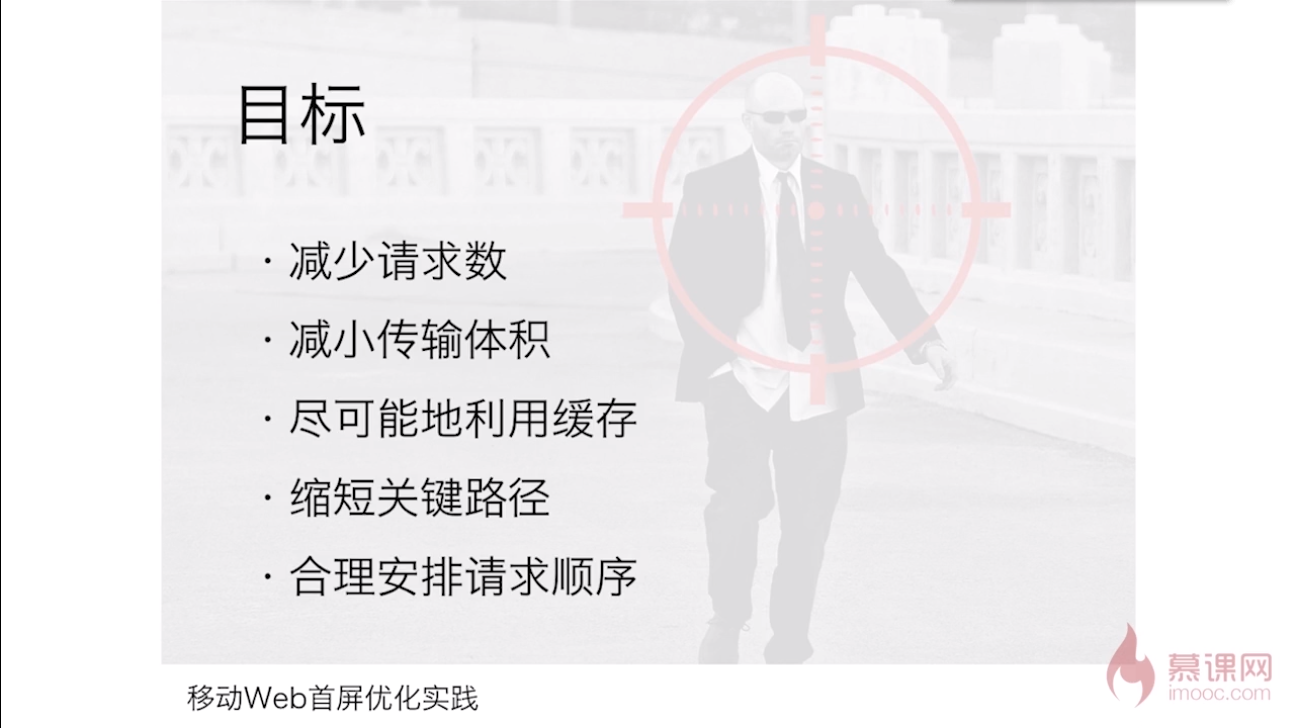 目标
· 减少请求数
· 减小传输体积
· 尽可能地利用缓存
· 缩短关键路径
· 合理安排请求顺序
移动Web首屏优化实践
慕课网
imooc.com